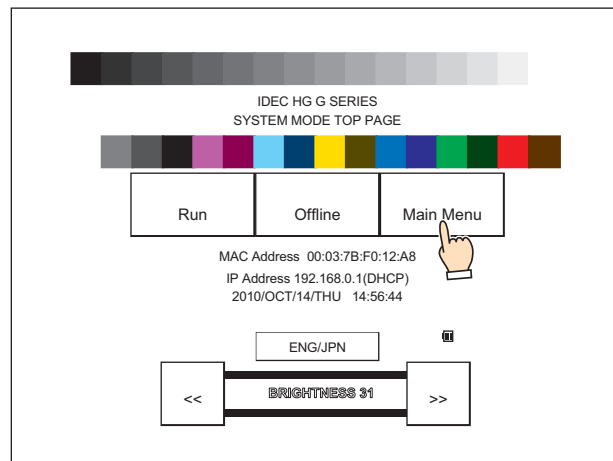 IDEC HG G SERIES
SYSTEM MODE TOP PAGE
Run Offline Main Menu
MAC Address 00:03:7B:F0:12:A8
IP Address 192.168.0.1(DHCP)
2010/OCT/14/THU 14:56:44
ENG/JPN
<< BRIGHTNESS 31 >>